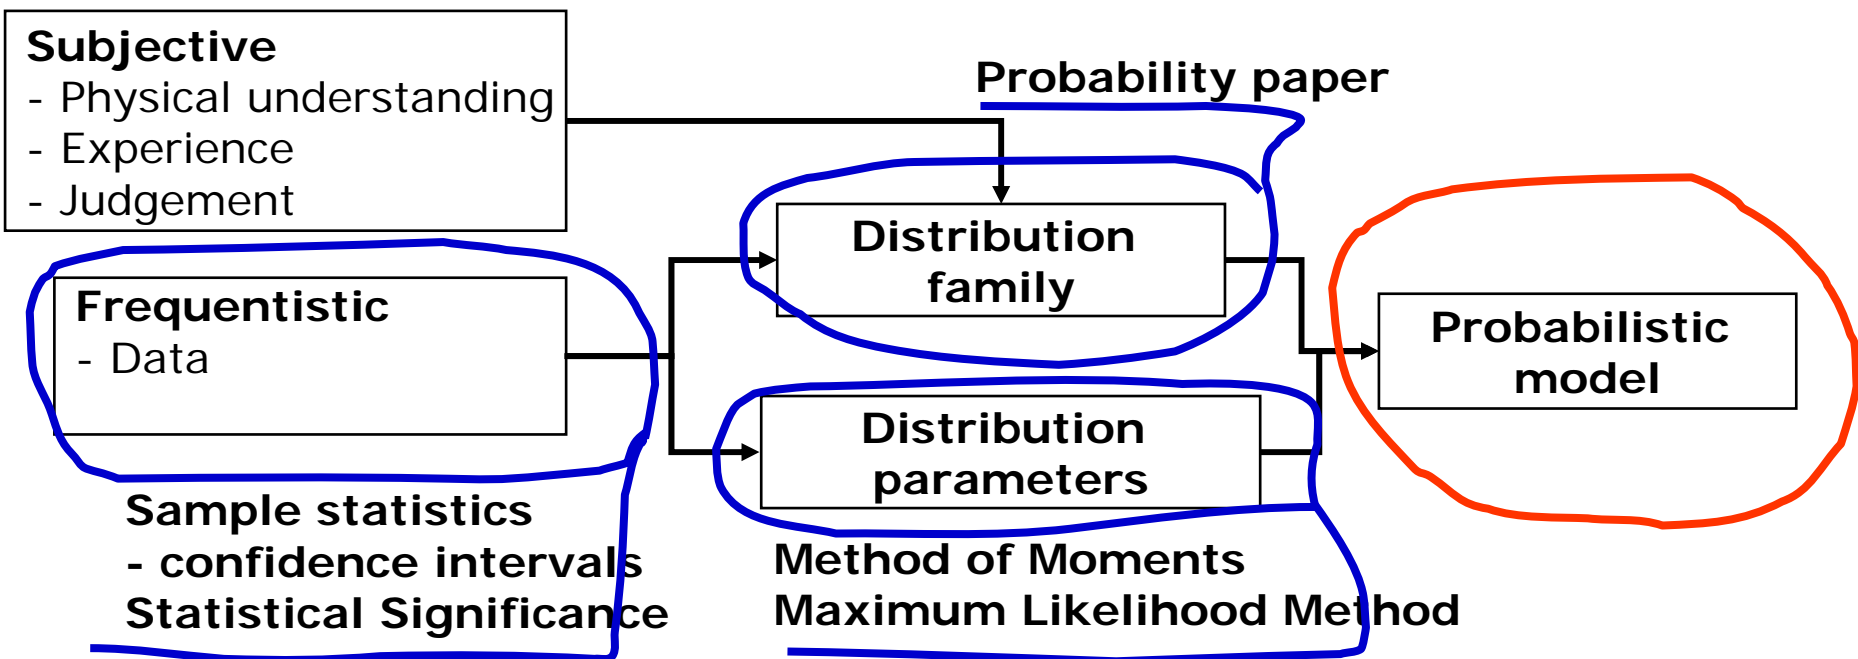 Subjective
- Physical understanding
- Experience
- Judgement
Probability paper
Distribution
family
Frequentistic
- Data
Probabilistic
model
Distribution
parameters
Sample statistics
- confidence intervals
Statistical Significance
Method of Moments
Maximum Likelihood Method